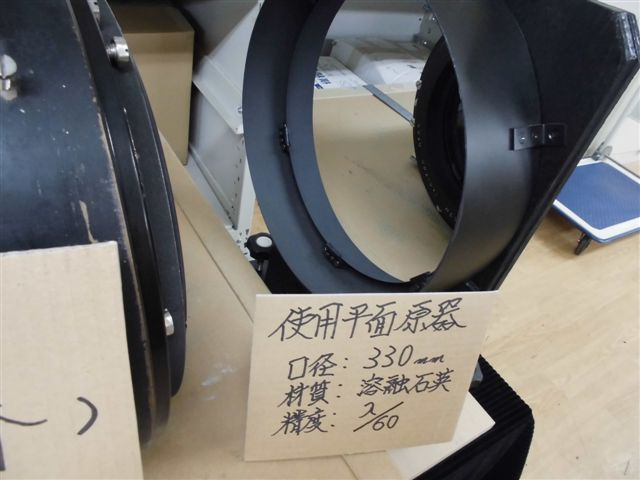 使用平面原器
口径: 330mm
材質: 溶融石英
精度: λ/60